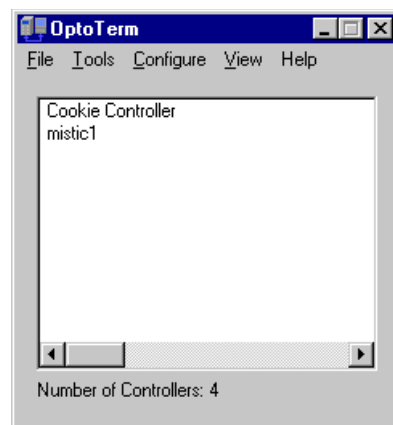 OptoTerm
File Tools Configure View Help
Cookie Controller
mistic1
Number of Controllers: 4